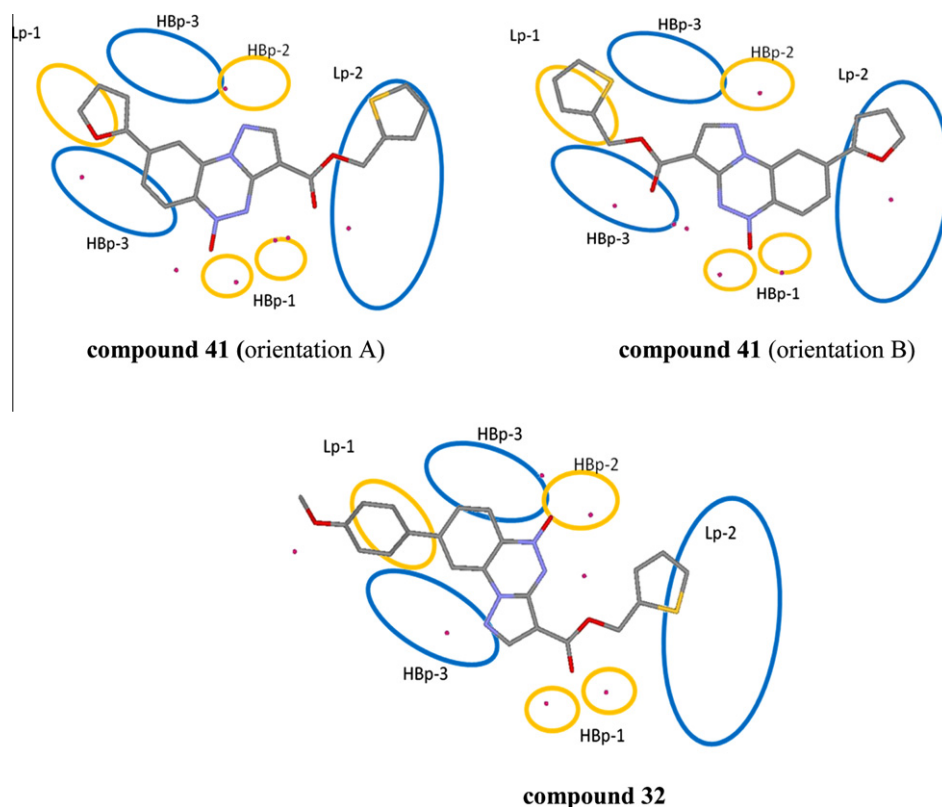 HBp-3
Lp-1
HBp-2
Lp-2
HBp-3
HBp-1
compound 41 (orientation A)
HBp-3
Lp-1
HBp-2
Lp-2
HBp-3
HBp-1
compound 41 (orientation B)
HBp-3
Lp-1
HBp-2
Lp-2
HBp-3
HBp-1
compound 32